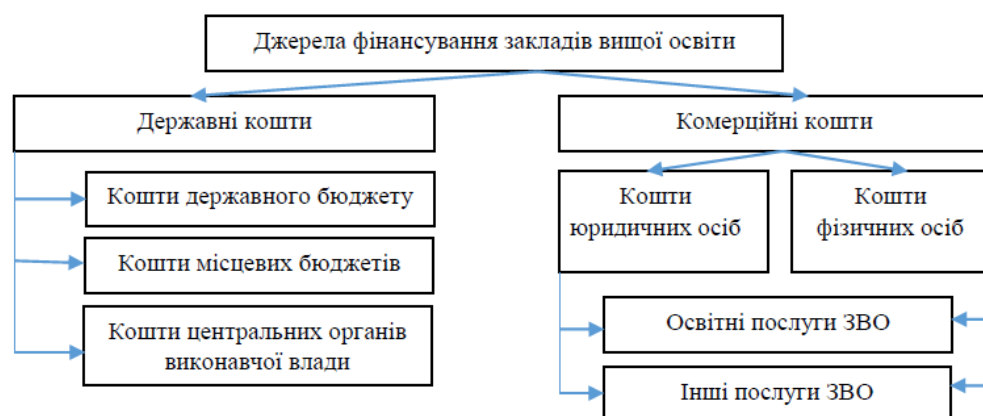 Джерела фінансування закладів вищої освіти
Державні кошти
Комерційні кошти
Кошти державного бюджету
Кошти місцевих бюджетів
Кошти центральних органів
виконавчої влади
Кошти
юридичних осіб
Кошти
фізичних осіб
Освітні послуги ЗВО
Інші послуги ЗВО